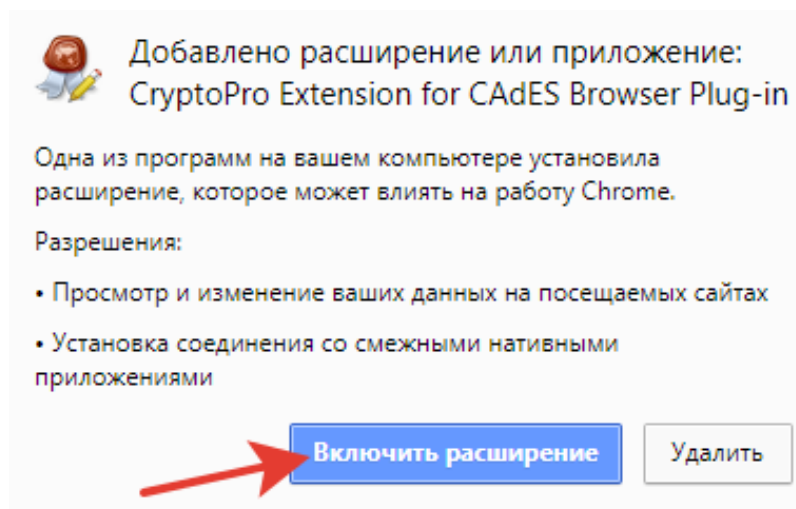 Добавлено расширение или приложение:
CryptoPro Extension for CAdES Browser Plug-in
Одна из программ на вашем компьютере установила
расширение, которое может влиять на работу Chrome.
Разрешения:
• Просмотр и изменение ваших данных на посещаемых сайтах
• Установка соединения со смежными нативными
приложениями
Включить расширение
Удалить